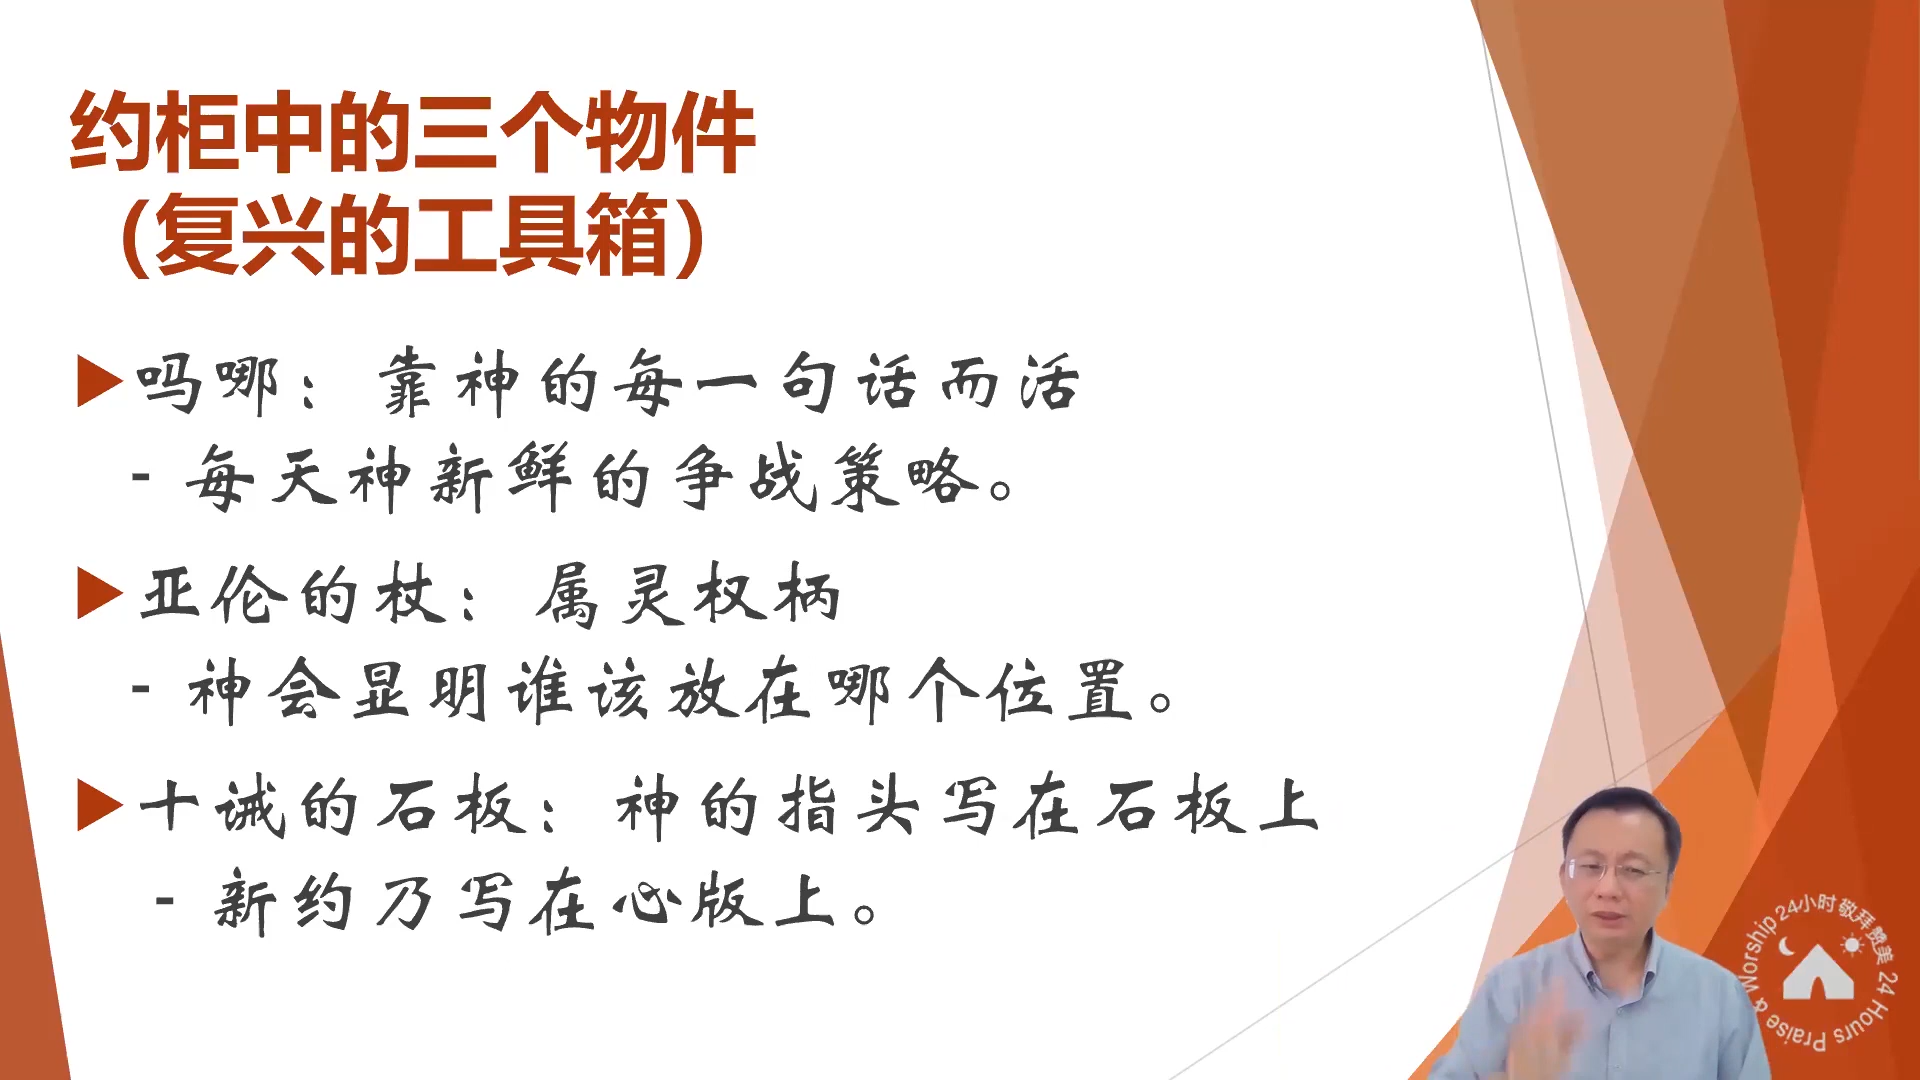 约柜中的三个物件
（复兴的工具箱）
吗哪：靠神的每一句话而活
- 每天神新鲜的争战策略。
亚伦的杖：属灵权柄
- 神会显明谁该放在哪个位置。
十诫的石板：神的指头写在石板上
- 新约乃写在心版上。
24小时敬拜赞美 24 Hours Praise & Worship